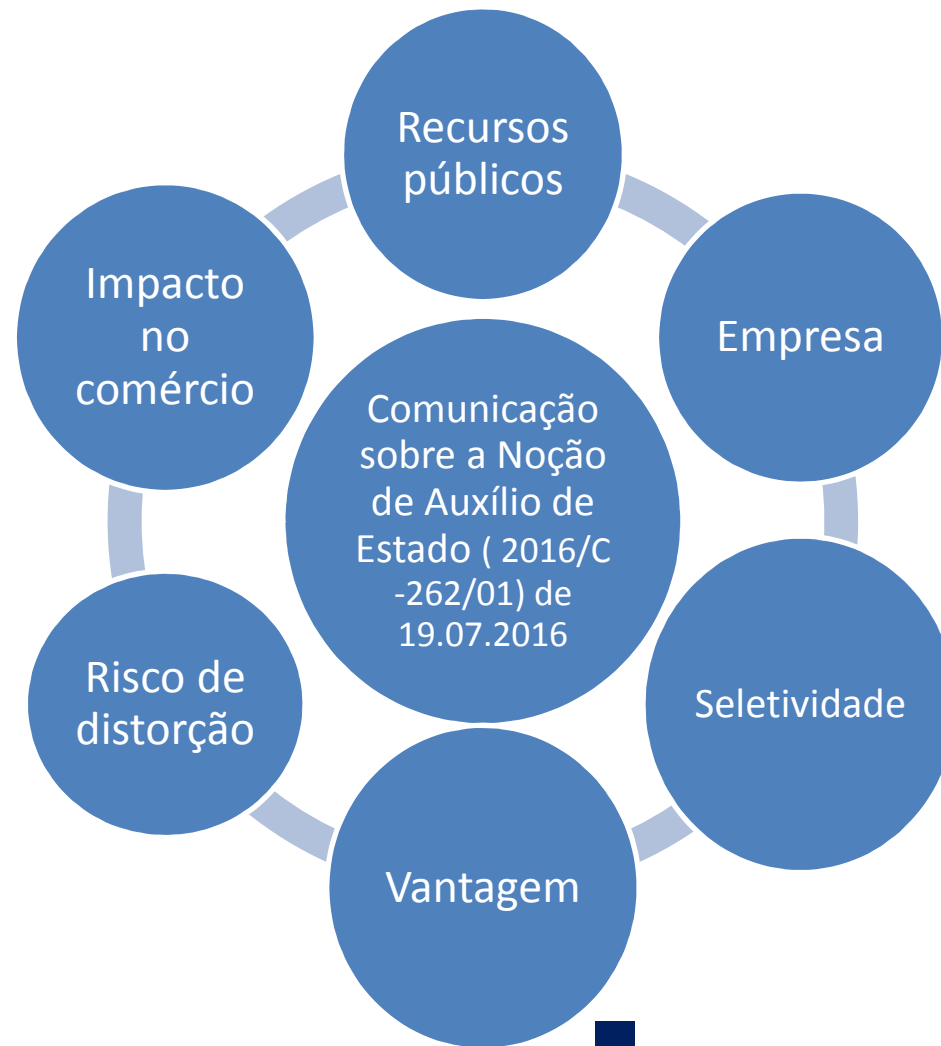 Recursos
públicos
Empresa
Seletividade
Vantagem
Risco de
distorção
Impacto
no
comércio
Comunicação
sobre a Noção
de Auxílio de
Estado ( 2016/C
-262/01) de
19.07.2016